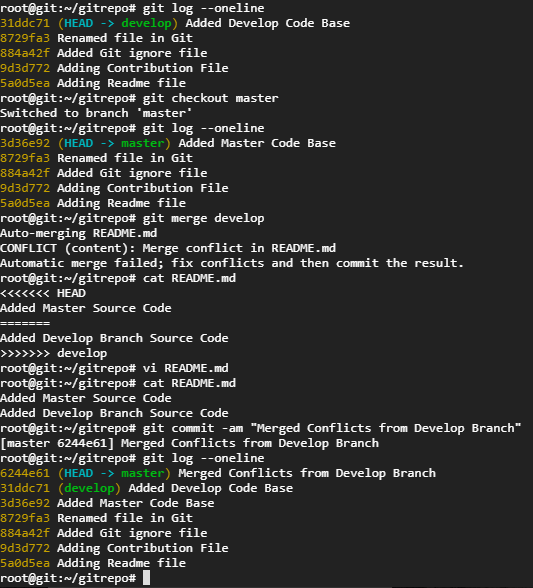 root@git:~/gitrepo# git log --oneline
31ddc71 (HEAD -> develop) Added Develop Code Base
8729fa3 Renamed file in Git
884a42f Added Git ignore file
9d3d772 Adding Contribution File
5a0d5ea Adding Readme file
root@git:~/gitrepo# git checkout master
Switched to branch 'master'
root@git:~/gitrepo# git log --oneline
3d36e92 (HEAD -> master) Added Master Code Base
8729fa3 Renamed file in Git
884a42f Added Git ignore file
9d3d772 Adding Contribution File
5a0d5ea Adding Readme file
root@git:~/gitrepo# git merge develop
Auto-merging README.md
CONFLICT (content): Merge conflict in README.md
Automatic merge failed; fix conflicts and then commit the result.
root@git:~/gitrepo# cat README.md
<<<<<<< HEAD
Added Master Source Code
=======
Added Develop Branch Source Code
>>>>>>> develop
root@git:~/gitrepo# vi README.md
root@git:~/gitrepo# cat README.md
Added Master Source Code
Added Develop Branch Source Code
root@git:~/gitrepo# git commit -am "Merged Conflicts from Develop Branch"
[master 6244e61] Merged Conflicts from Develop Branch
root@git:~/gitrepo# git log --oneline
6244e61 (HEAD -> master) Merged Conflicts from Develop Branch
31ddc71 (develop) Added Develop Code Base
3d36e92 Added Master Code Base
8729fa3 Renamed file in Git
884a42f Added Git ignore file
9d3d772 Adding Contribution File
5a0d5ea Adding Readme file
root@git:~/gitrepo#